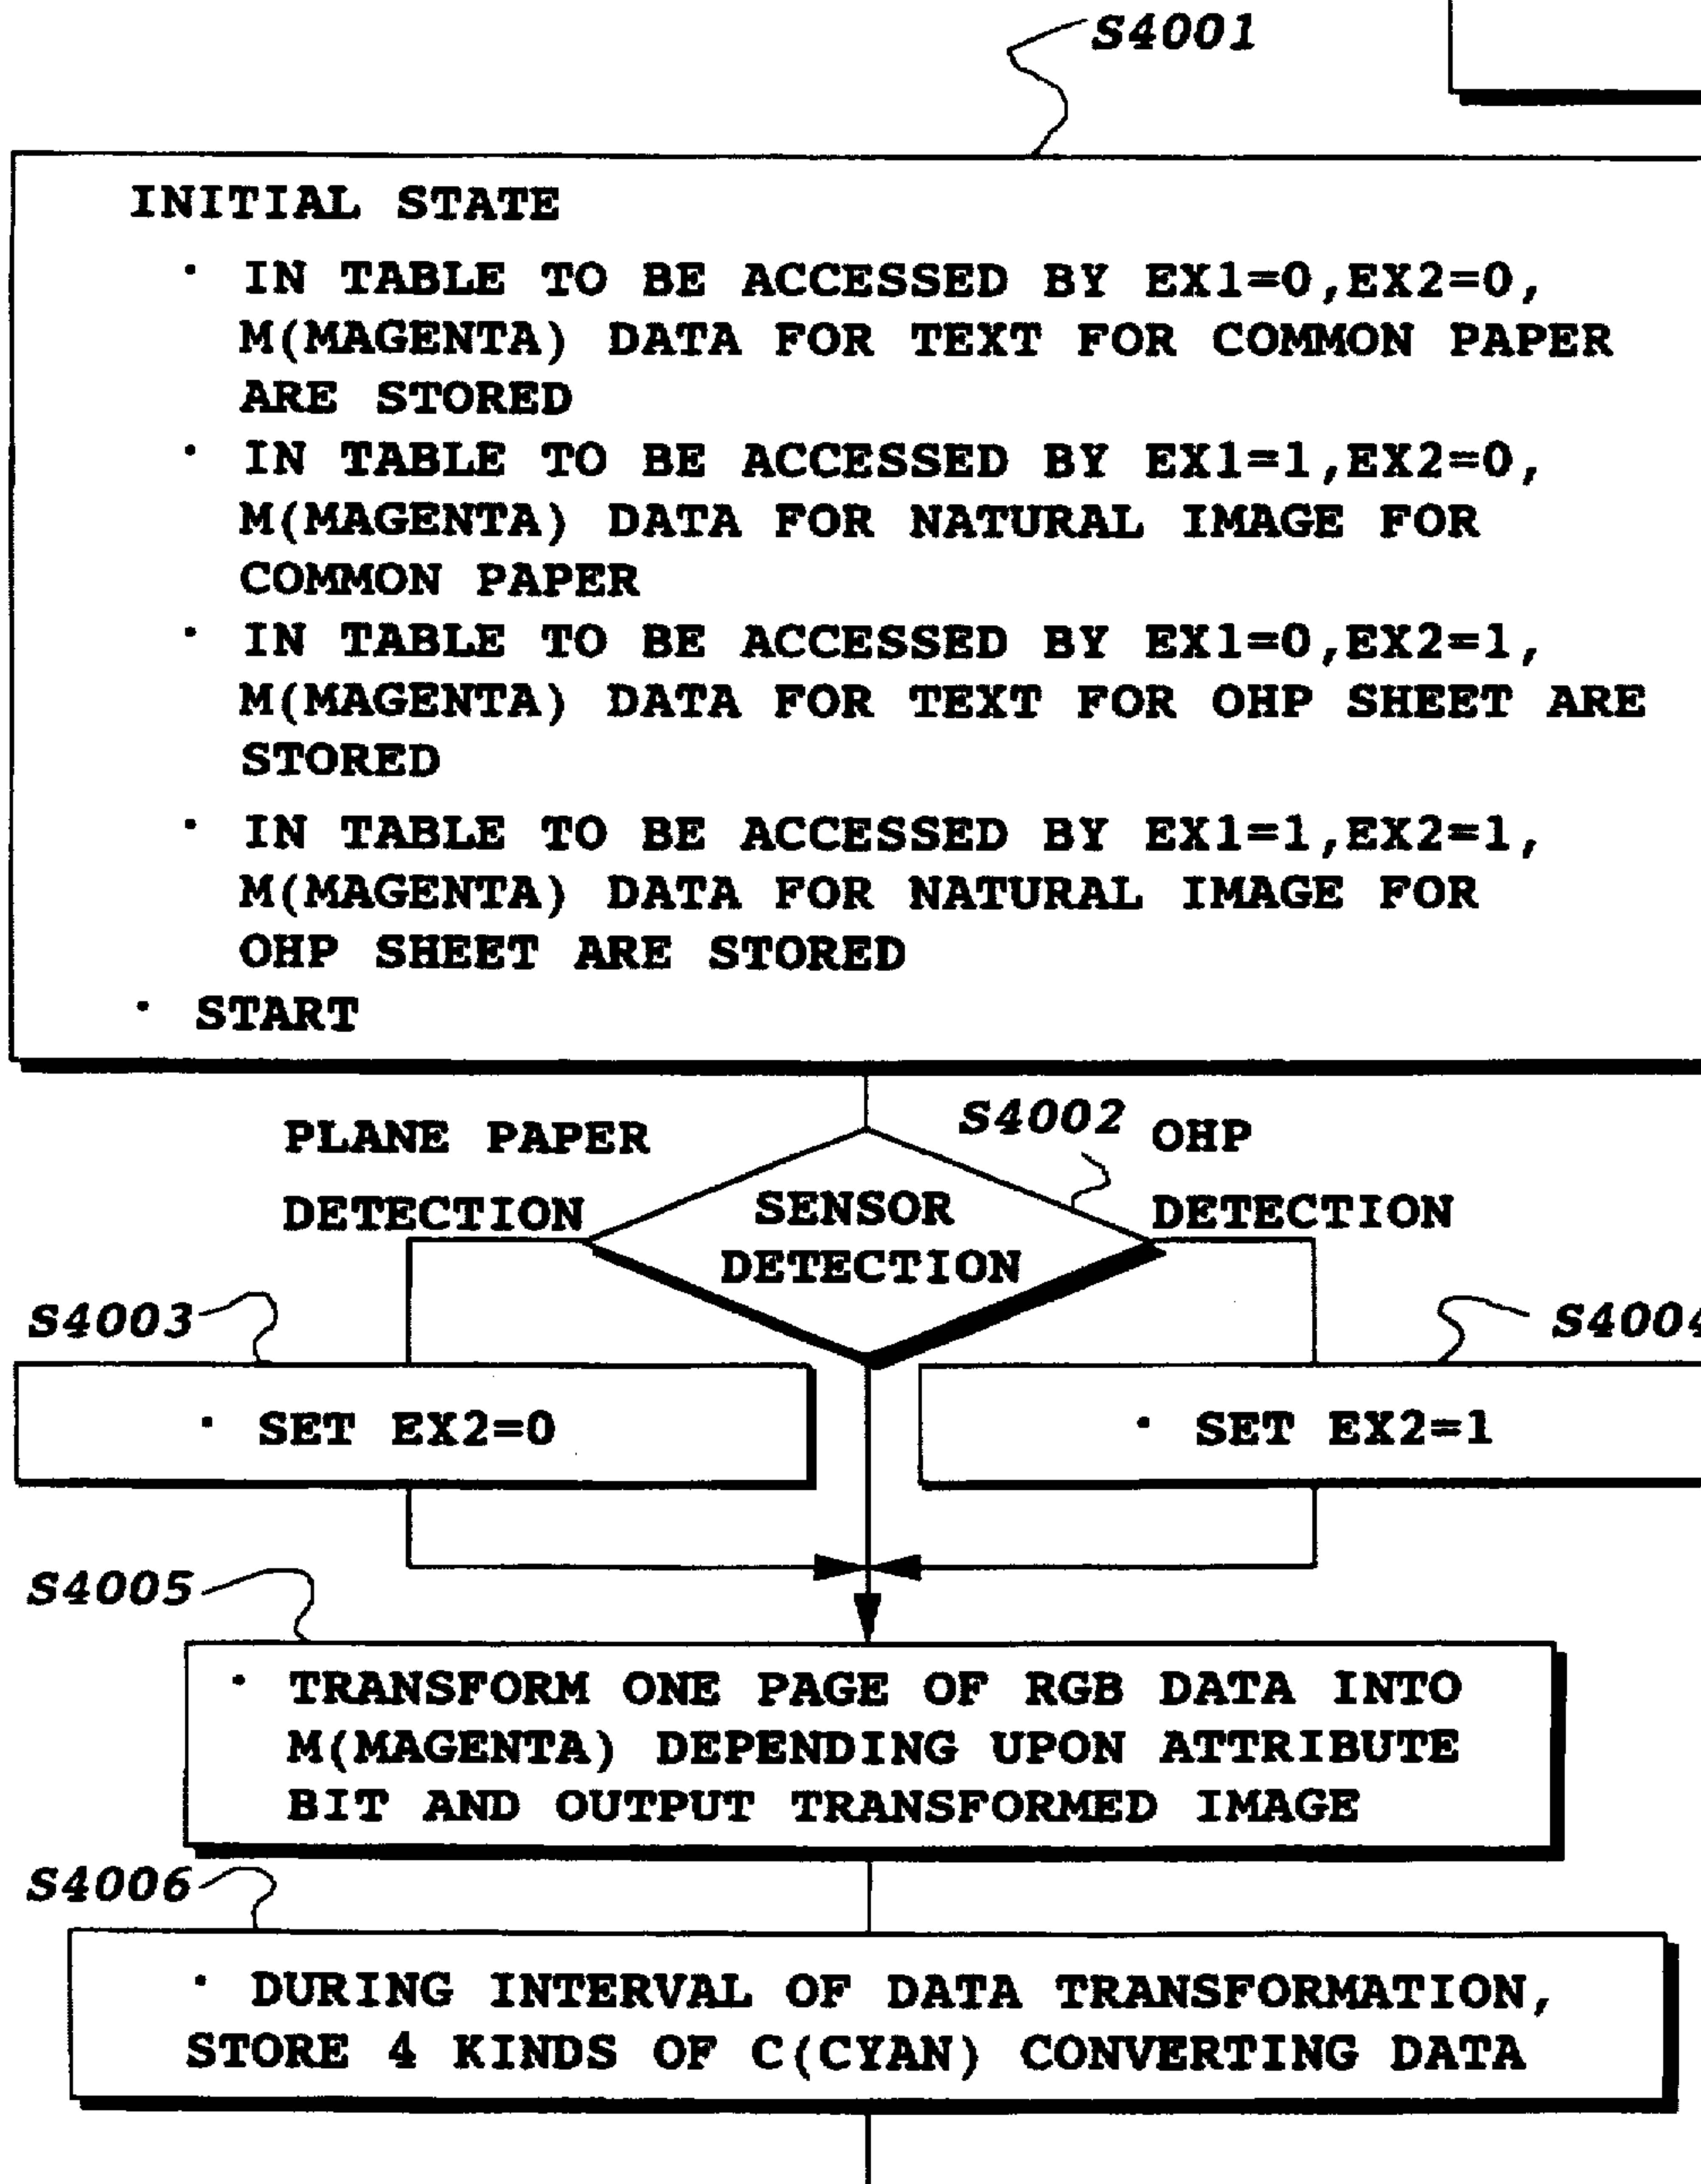 S4001
INITIAL STATE
· IN TABLE TO BE ACCESSED BY EX1=0,EX2=0,
M(MAGENTA) DATA FOR TEXT FOR COMMON PAPER
ARE STORED
· IN TABLE TO BE ACCESSED BY EX1=1,EX2=0,
M(MAGENTA) DATA FOR NATURAL IMAGE FOR
COMMON PAPER
· IN TABLE TO BE ACCESSED BY EX1=0,EX2=1,
M(MAGENTA) DATA FOR TEXT FOR OHP SHEET ARE
STORED
· IN TABLE TO BE ACCESSED BY EX1=1,EX2=1,
M(MAGENTA) DATA FOR NATURAL IMAGE FOR
OHP SHEET ARE STORED
· START
PLANE PAPER
DETECTION
S4002
SENSOR
DETECTION
OHP
DETECTION
S4003
· SET EX2=0
S4004
· SET EX2=1
S4005
· TRANSFORM ONE PAGE OF RGB DATA INTO
M(MAGENTA) DEPENDING UPON ATTRIBUTE
BIT AND OUTPUT TRANSFORMED IMAGE
S4006
· DURING INTERVAL OF DATA TRANSFORMATION,
STORE 4 KINDS OF C(CYAN) CONVERTING DATA